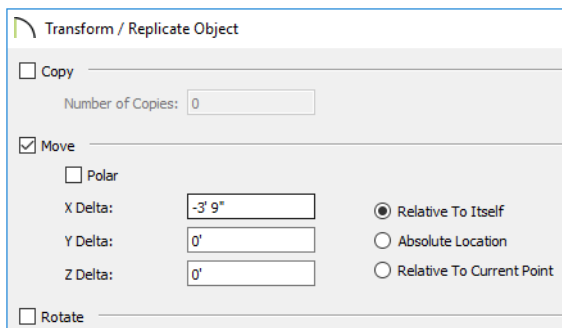 Transform / Replicate Object
Copy
Number of Copies: 0
Move
Polar
X Delta: -3' 9" Relative To Itself
Y Delta: 0' Absolute Location
Z Delta: 0' Relative To Current Point
Rotate